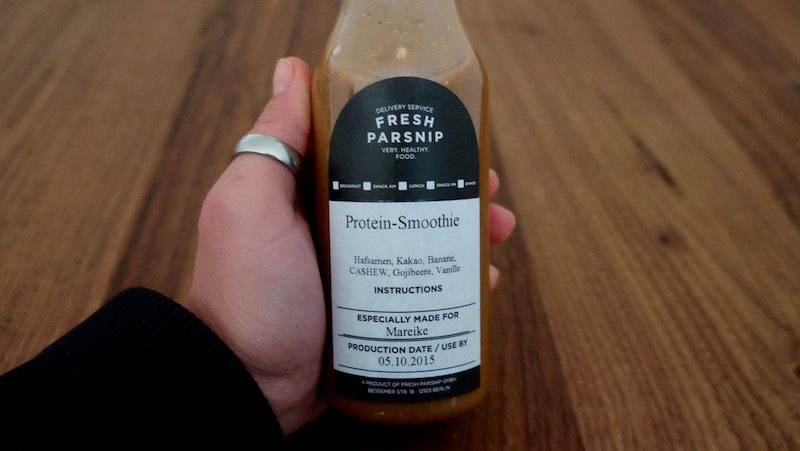 DELIVERY SERVICE
FRESH
PARSNIP
VERY. HEALTHY.
FOOD.
BREAKFAST SNACK AM LUNCH SNACK PM DINNER
Protein-Smoothie
Hafsamen, Kakao, Banane,
CASHEW, Gojibeere, Vanille
INSTRUCTIONS
ESPECIALLY MADE FOR
Mareike
PRODUCTION DATE / USE BY
05.10.2015
A PRODUCT OF FRESH PARSNIP GMBH
BESSEMER STR. 16 12103 BERLIN